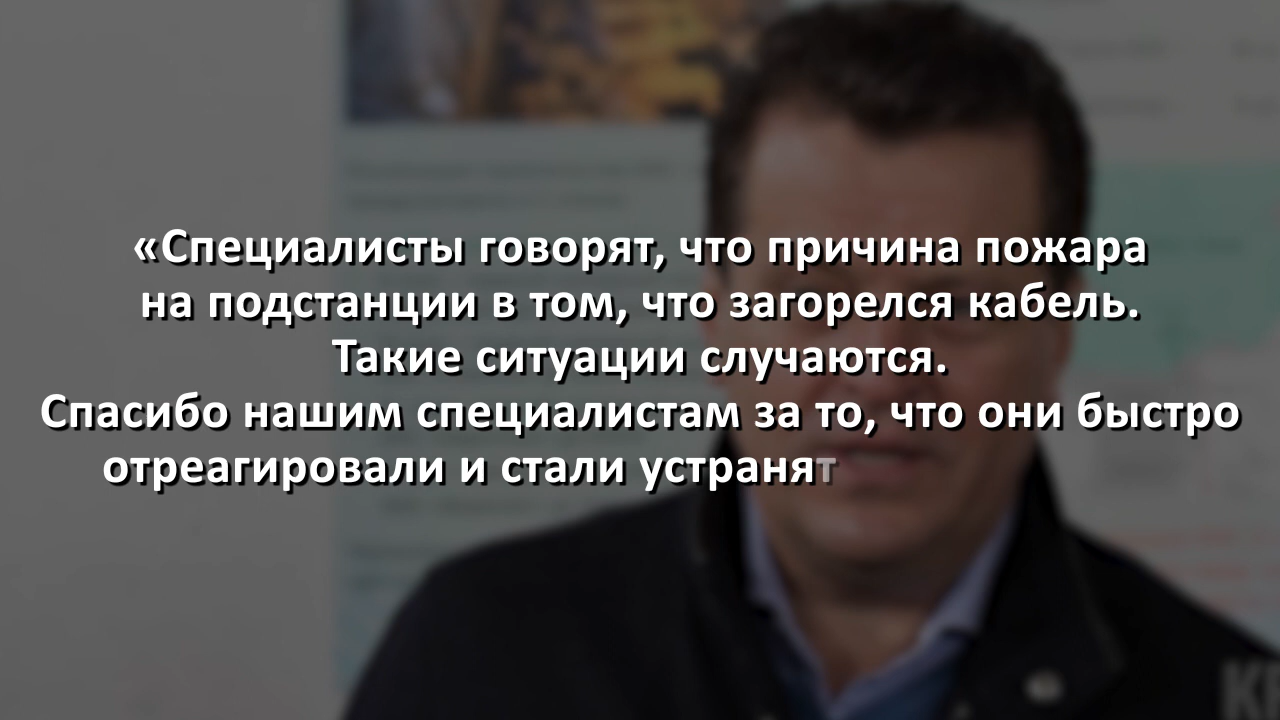 «Специалисты говорят, что причина пожара
на подстанции в том, что загорелся кабель.
Такие ситуации случаются.
Спасибо нашим специалистам за то, что они быстро
отреагировали и стали устранят